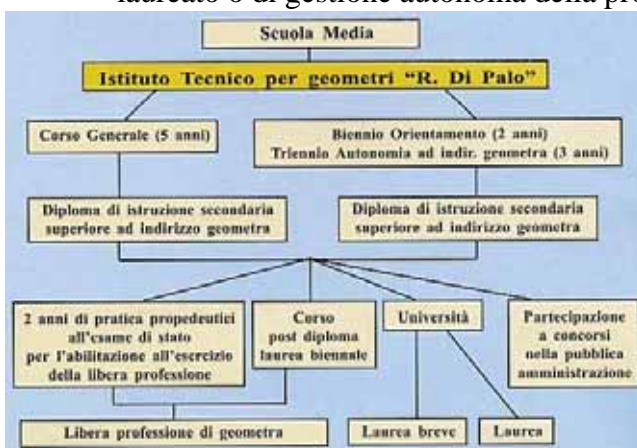 laureato o di gestione autonoma della pro
Scuola Media
Istituto Tecnico per geometri "R. Di Palo"
Corso Generale (5 anni)
Biennio Orientamento (2 anni)
Triennio Autonomia ad indir. geometra (3 anni)
Diploma di istruzione secondaria
superiore ad indirizzo geometra
Diploma di istruzione secondaria
superiore ad indirizzo geometra
2 anni di pratica propedeutici
all'esame di stato
per l'abilitazione all'esercizio
della libera professione
Corso
post diploma
laurea biennale
Università
Partecipazione
a concorsi
nella pubblica
amministrazione
Libera professione di geometra
Laurea breve
Laurea